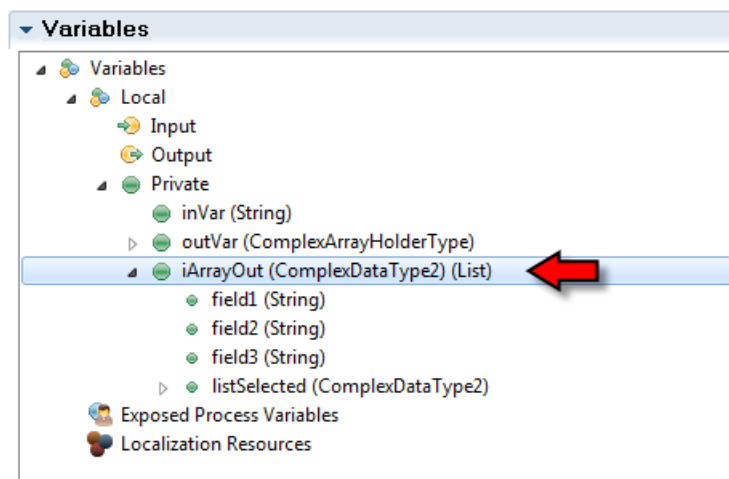 Variables
Variables
Local
Input
Output
Private
inVar (String)
outVar (ComplexArrayHolderType)
iArrayOut (ComplexDataType2) (List)
field1 (String)
field2 (String)
field3 (String)
listSelected (ComplexDataType2)
Exposed Process Variables
Localization Resources